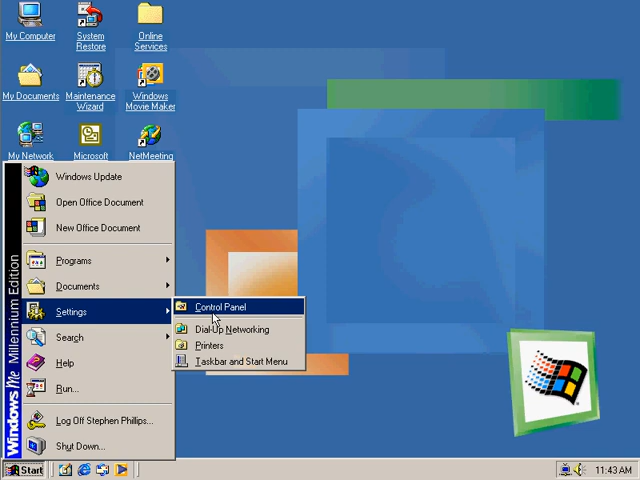 My Computer
System
Restore
Online
Services
My Documents
Maintenance
Wizard
Windows
Movie Maker
My Network
Microsoft
NetMeeting
Windows Update
Open Office Document
New Office Document
Programs
Documents
Settings
Search
Help
Run...
Log Off Stephen Phillips...
Shut Down...
Windows Me Millennium Edition
Control Panel
Dial-Up Networking
Printers
Taskbar and Start Menu
Start
11:43 AM